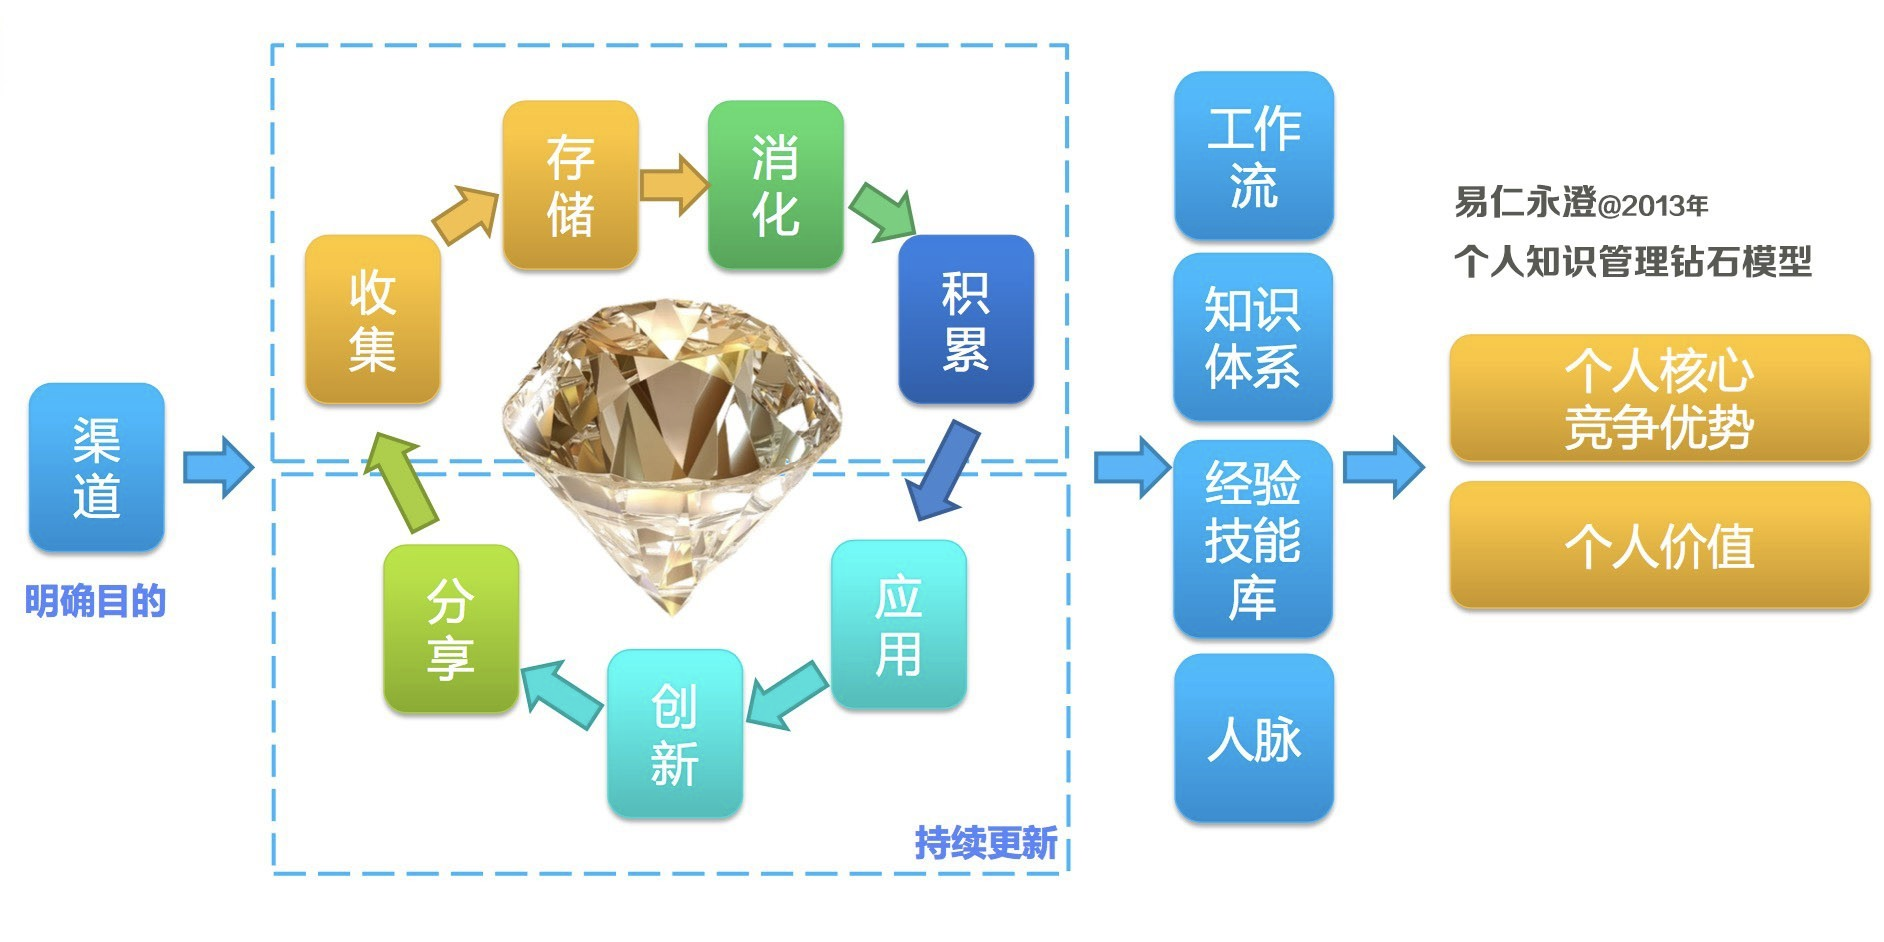 渠
道
明确目的
收
集
存
储
消
化
积
累
应
用
创
新
分
享
持续更新
工作
流
知识
体系
经验
技能
库
人脉
易仁永澄@2013年
个人知识管理钻石模型
个人核心
竞争优势
个人价值